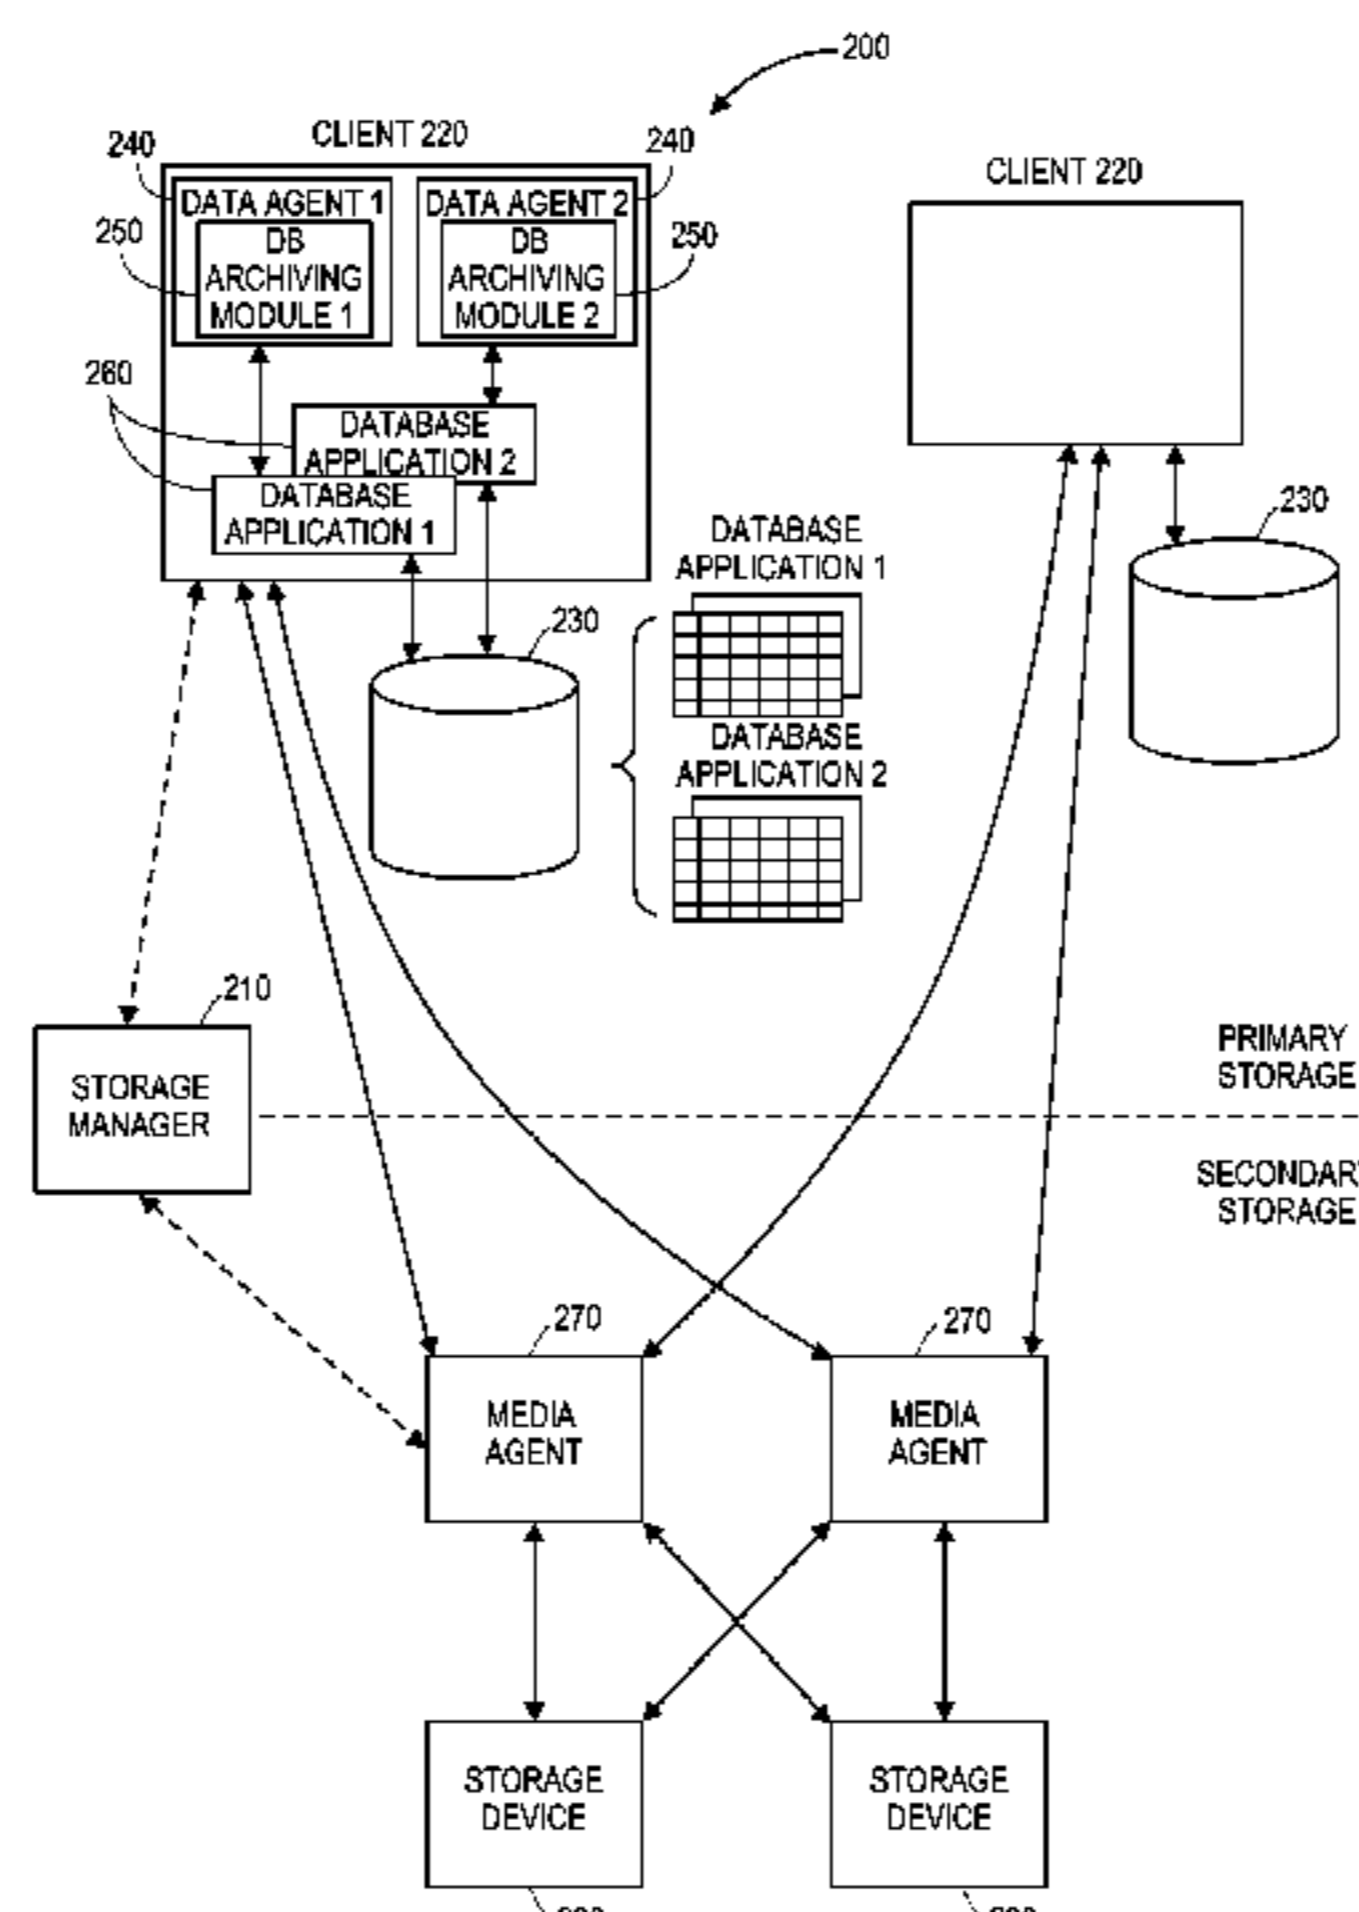 200
CLIENT 220
240
240
CLIENT 220
DATA AGENT 1
DATA AGENT 2
250
DB
ARCHIVING
MODULE 1
DB
ARCHIVING
MODULE 2
250
260
DATABASE
APPLICATION 2
DATABASE
APPLICATION 1
230
DATABASE
APPLICATION 1
230
DATABASE
APPLICATION 2
210
STORAGE
MANAGER
PRIMARY
STORAGE
SECONDARY
STORAGE
270
270
MEDIA
AGENT
MEDIA
AGENT
STORAGE
DEVICE
STORAGE
DEVICE